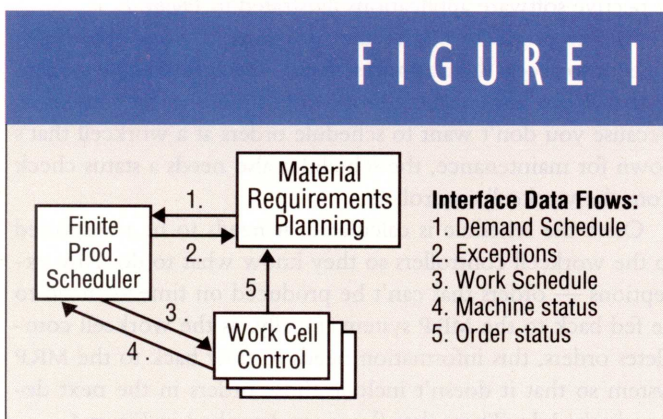 FIGURE I
Material
Requirements
Planning
1.
2.
Finite
Prod.
Scheduler
5.
3.
4.
Work Cell
Control
Interface Data Flows:
1. Demand Schedule
2. Exceptions
3. Work Schedule
4. Machine status
5. Order status